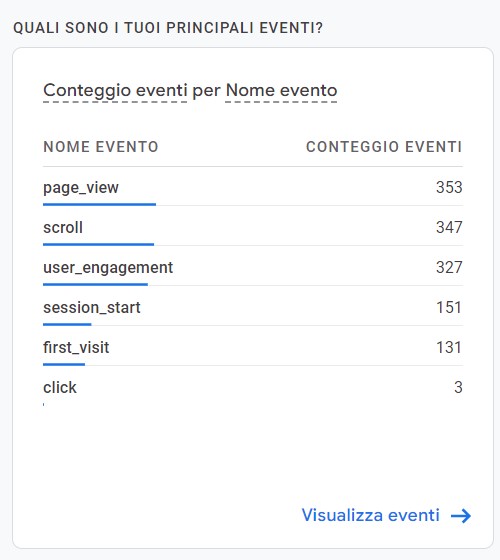 QUALI SONO I TUOI PRINCIPALI EVENTI?
Conteggio eventi per Nome evento
NOME EVENTO CONTEGGIO EVENTI
page_view 353
scroll 347
user_engagement 327
session_start 151
first_visit 131
click 3
Visualizza eventi